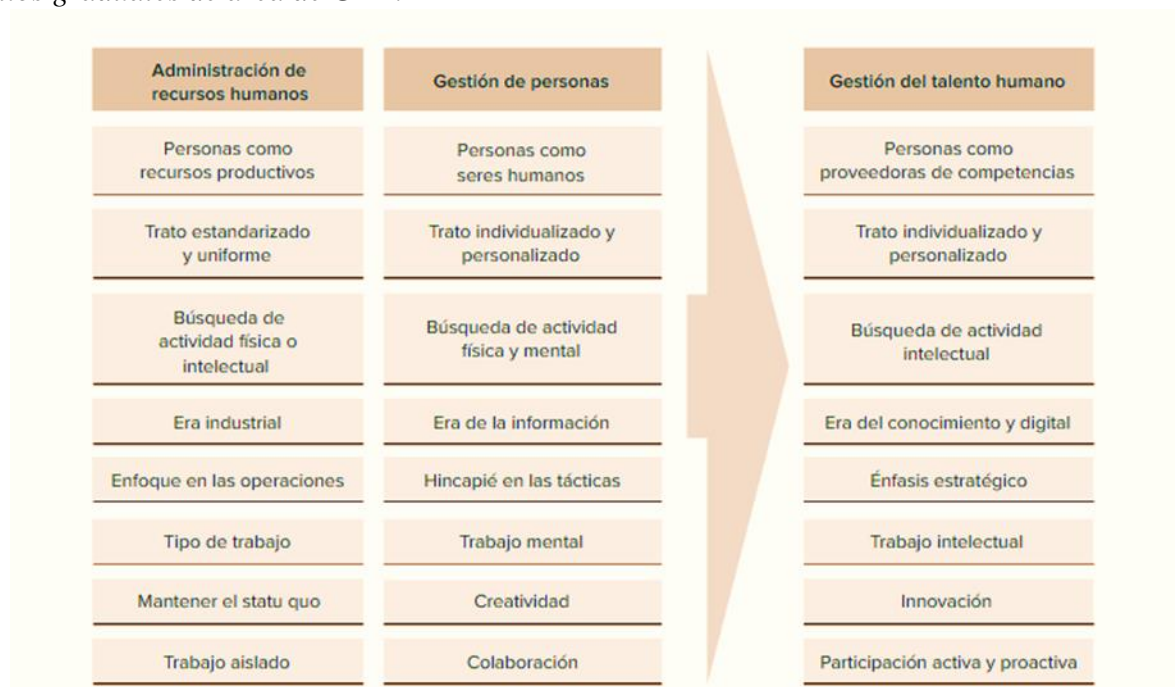 Administración de
recursos humanos
Gestión de personas
Gestión del talento humano
Personas como
recursos productivos
Personas como
seres humanos
Personas como
proveedoras de competencias
Trato estandarizado
y uniforme
Trato individualizado y
personalizado
Trato individualizado y
personalizado
Búsqueda de
actividad física o
intelectual
Búsqueda de actividad
física y mental
Búsqueda de actividad
intelectual
Era industrial
Era de la información
Era del conocimiento y digital
Enfoque en las operaciones
Hincapié en las tácticas
Énfasis estratégico
Tipo de trabajo
Trabajo mental
Trabajo intelectual
Mantener el statu quo
Creatividad
Innovación
Trabajo aislado
Colaboración
Participación activa y proactiva